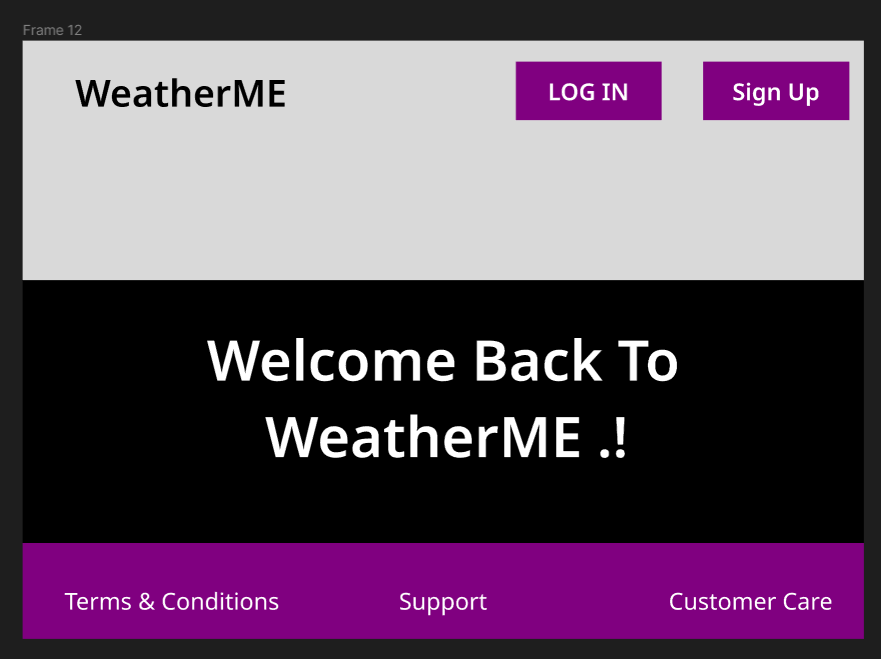 Frame 12
WeatherME
LOG IN
Sign Up
Welcome Back To
WeatherME .!
Terms & Conditions
Support
Customer Care